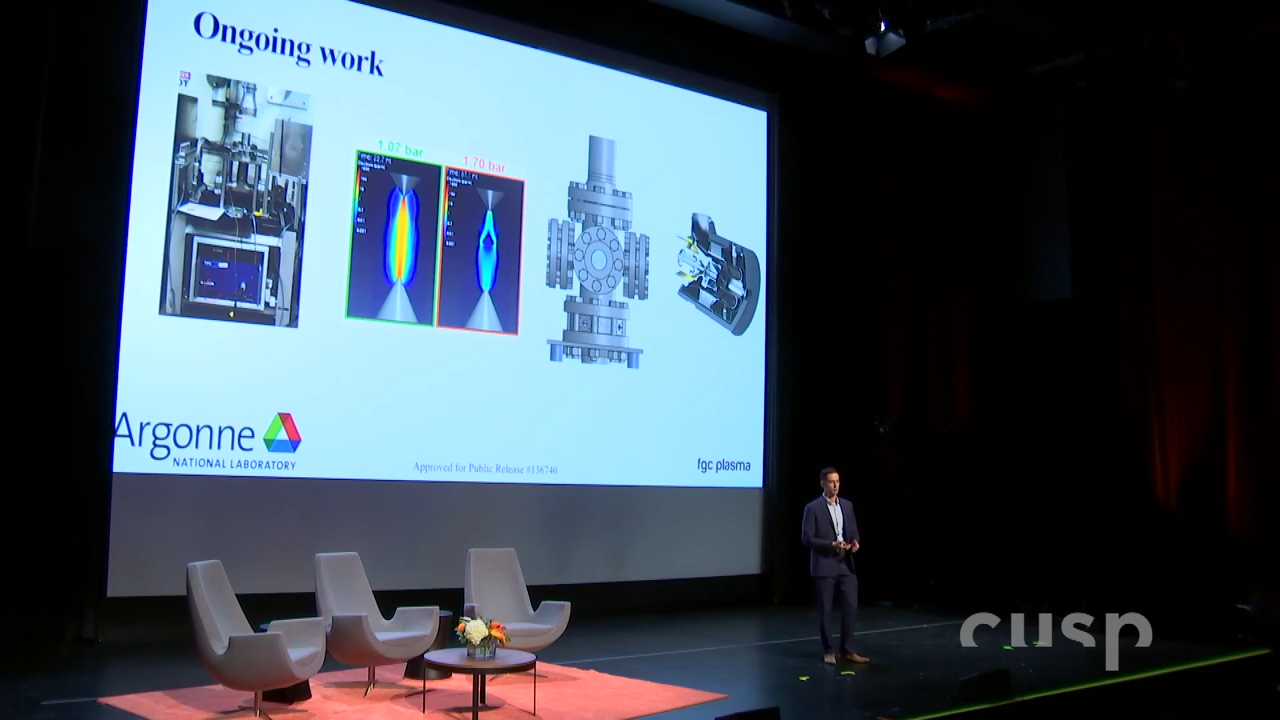 Ongoing work
1.07 bar
1.70 bar
Argonne
NATIONAL LABORATORY
Approved for Public Release #136740
fgc plasma
cusp